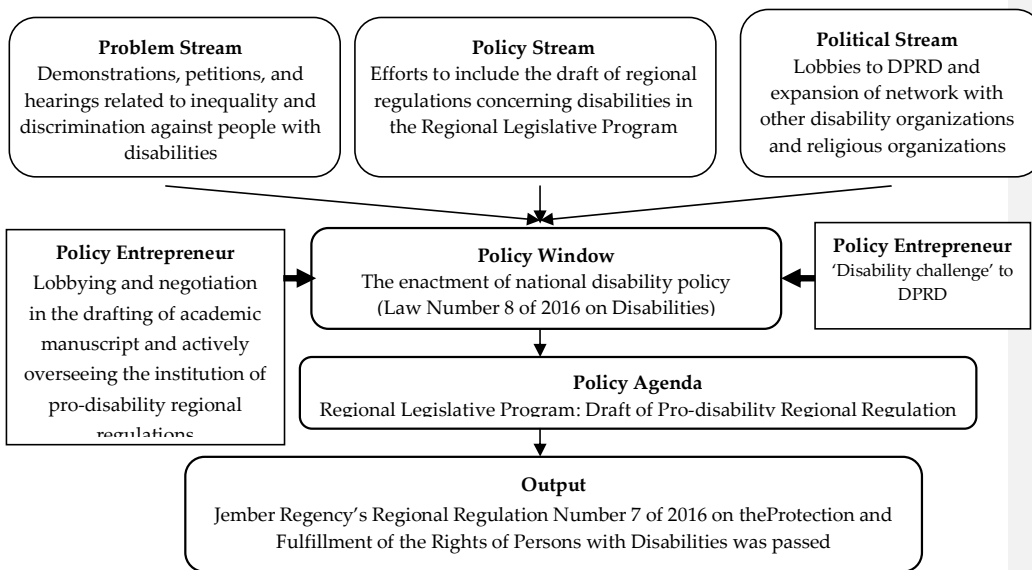 Problem Stream
Demonstrations, petitions, and
hearings related to inequality and
discrimination against people with
disabilities
Policy Stream
Efforts to include the draft of regional
regulations concerning disabilities in
the Regional Legislative Program
Political Stream
Lobbies to DPRD and
expansion of network with
other disability organizations
and religious organizations
Policy Entrepreneur
Lobbying and negotiation
in the drafting of academic
manuscript and actively
overseeing the institution of
pro-disability regional
regulations
Policy Window
The enactment of national disability policy
(Law Number 8 of 2016 on Disabilities)
Policy Entrepreneur
‘Disability challenge’ to
DPRD
Policy Agenda
Regional Legislative Program: Draft of Pro-disability Regional Regulation
Output
Jember Regency’s Regional Regulation Number 7 of 2016 on theProtection and
Fulfillment of the Rights of Persons with Disabilities was passed